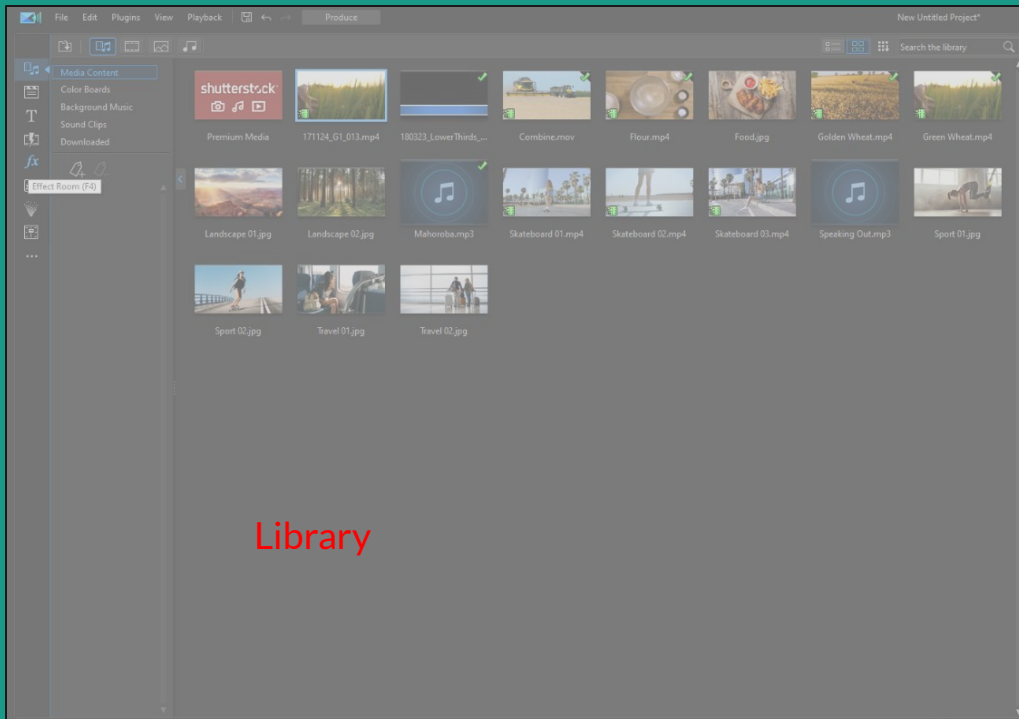 File Edit Plugins View Playback Produce New Untitled Project*
Search the library
Media Content
Color Boards
Background Music
Sound Clips
Downloaded
T
fx
Effect Room (F4)
shutterstock
Premium Media 171124_G1_013.mp4 180323_LowerThirds_... Combine.mov Flour.mp4 Food.jpg Golden Wheat.mp4 Green Wheat.mp4
Landscape 01.jpg Landscape 02.jpg Mahoroba.mp3 Skateboard 01.mp4 Skateboard 02.mp4 Skateboard 03.mp4 Speaking Out.mp3 Sport 01.jpg
Sport 02.jpg Travel 01.jpg Travel 02.jpg
Library